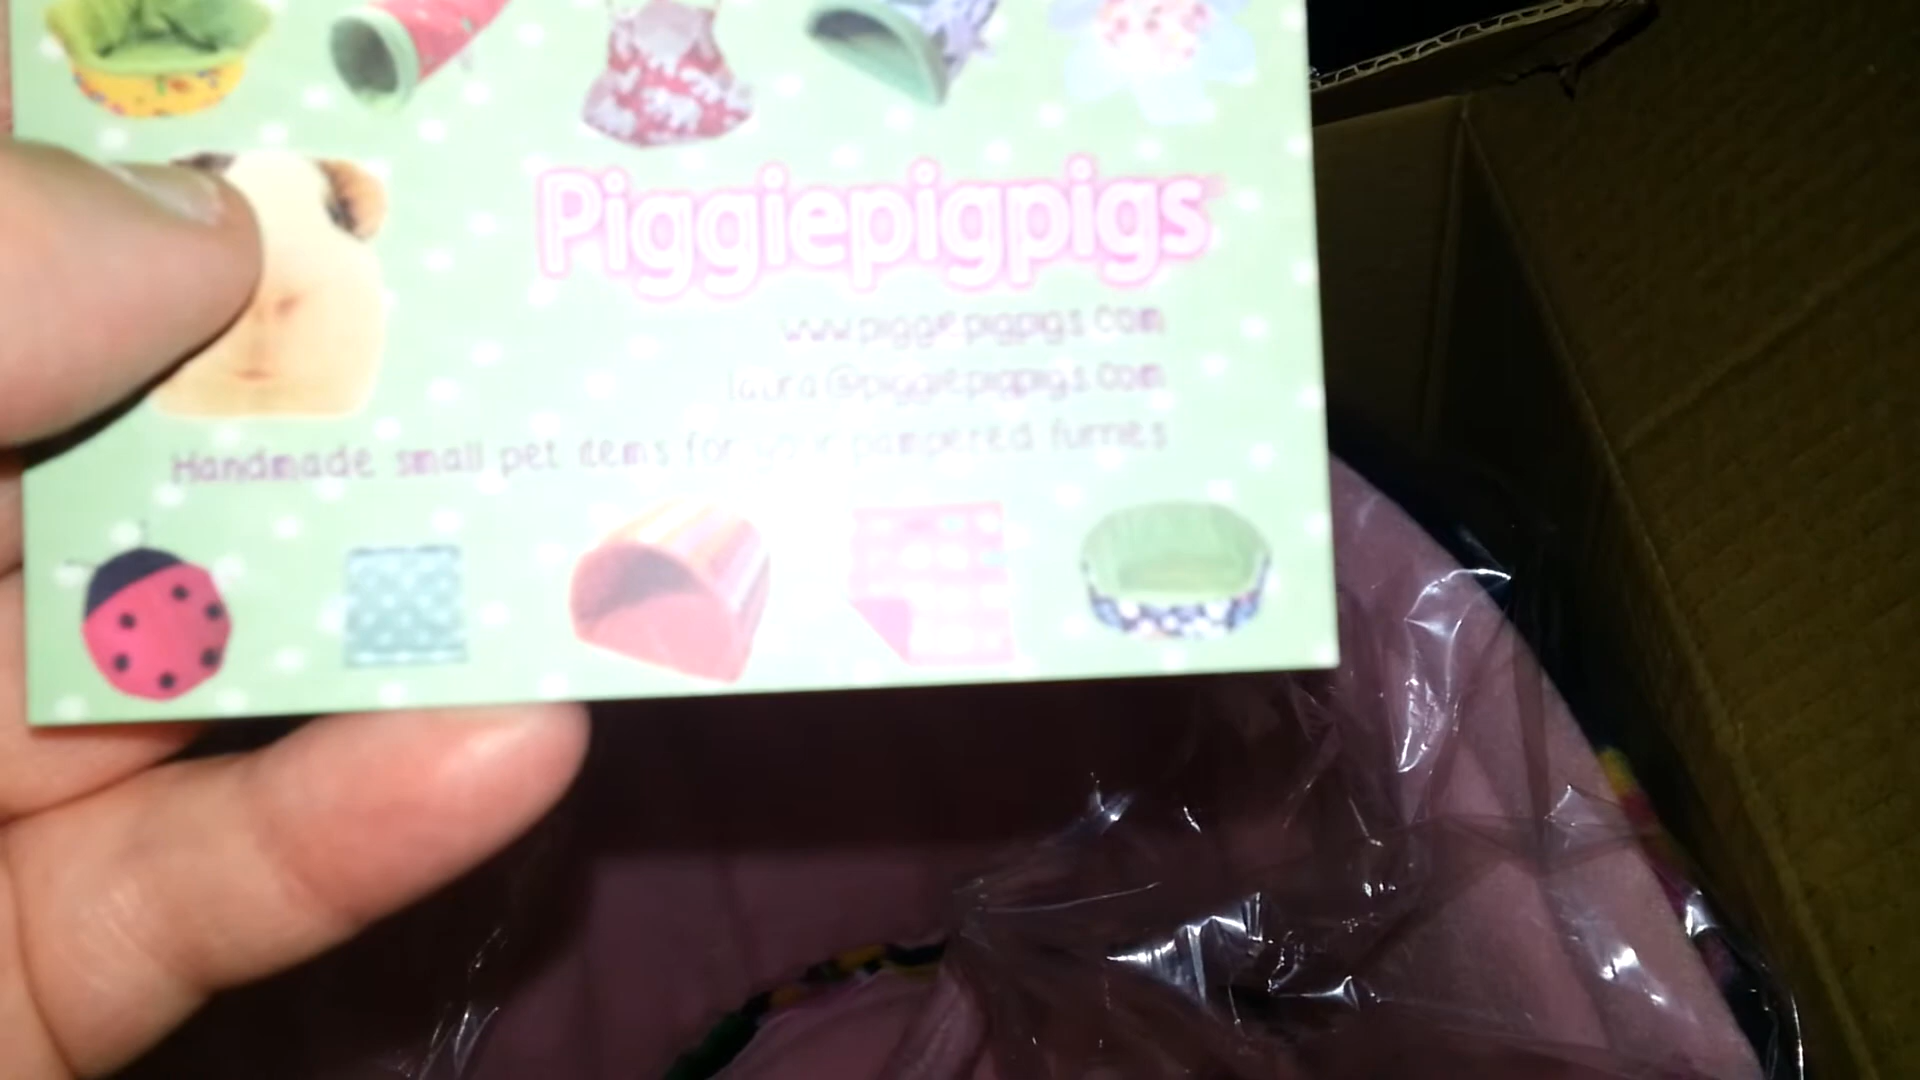 Piggiepigpigs
www.piggiepigpigs.com
laura@piggiepigpigs.com
Handmade small pet items for your pampered furries